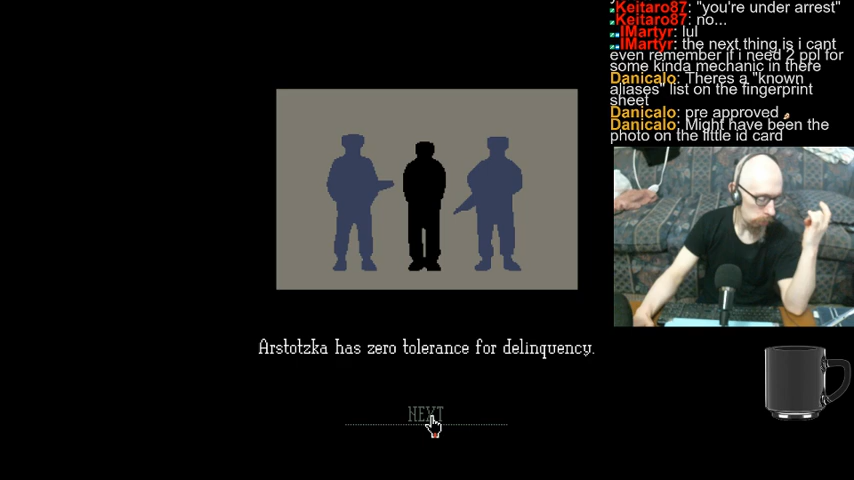 Keitaro87: "you're under arrest"
Keitaro87: no...
IMartyr: lul
IMartyr: the next thing is i cant
even remember if i need 2 ppl for
some kinda mechanic in there
Danicalo: Theres a "known
aliases" list on the fingerprint
sheet
Danicalo: pre approved
Danicalo: Might have been the
photo on the little id card
Arstotzka has zero tolerance for delinquency.
NEXT